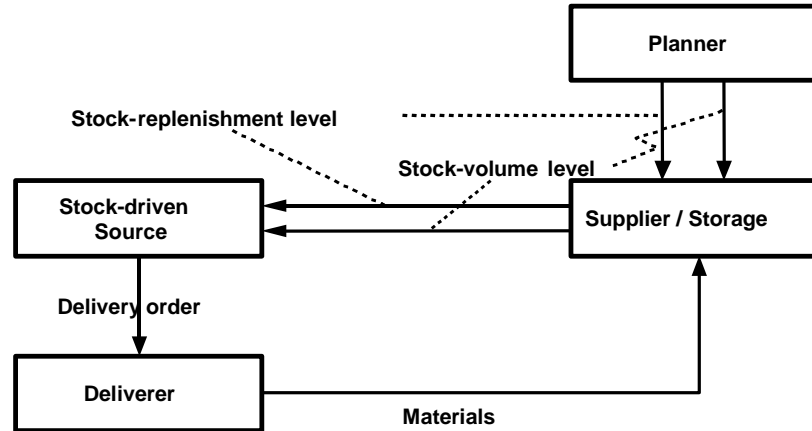 Planner
Stock-replenishment level
Stock-volume level
Stock-driven
Source
Supplier / Storage
Delivery order
Deliverer
Materials